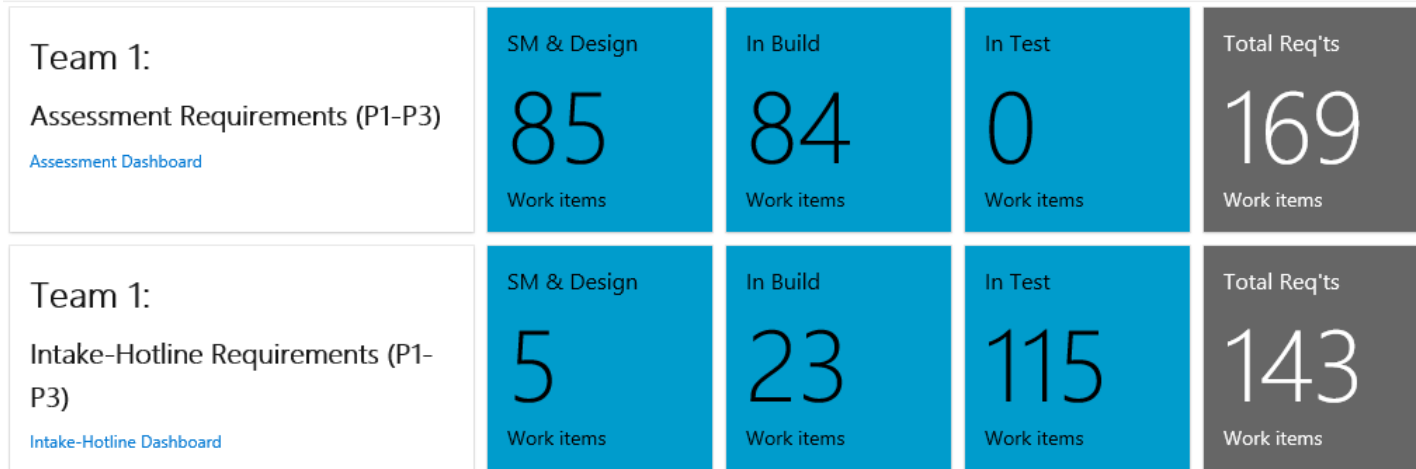 Team 1:
Assessment Requirements (P1-P3)
Assessment Dashboard
SM & Design
85
Work items
In Build
84
Work items
In Test
0
Work items
Total Req'ts
169
Work items
Team 1:
Intake-Hotline Requirements (P1-
P3)
Intake-Hotline Dashboard
SM & Design
5
Work items
In Build
23
Work items
In Test
115
Work items
Total Req'ts
143
Work items